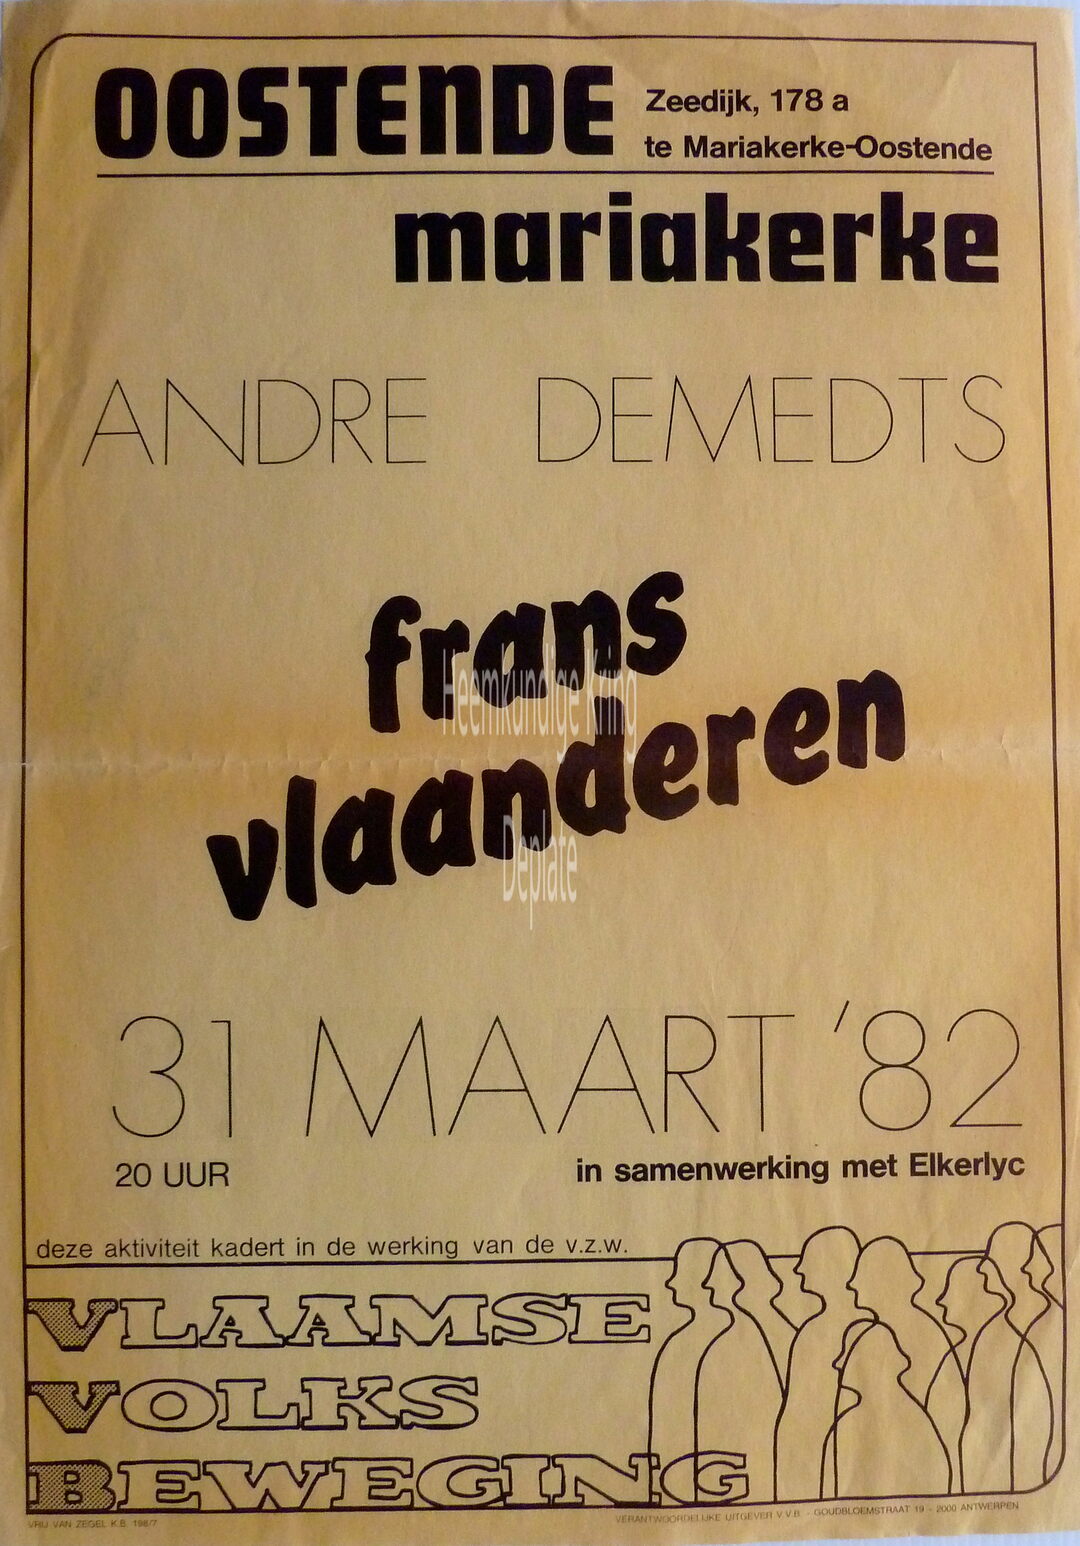 OOSTENDE
Zeedijk, 178 a
te Mariakerke-Oostende
mariakerke
ANDRE DEMEDTS
frans
vlaanderen
Heemkundige Kring
Deplate
31 MAART '82
20 UUR
in samenwerking met Elkerlyc
deze aktiviteit kadert in de werking van de v.z.w.
VLAAMSE
VOLKS
BEWEGING
VRIJ VAN ZEGEL K.B. 198/7
VERANTWOORDELIJKE UITGEVER V.V.B. - GOUDBLOEMSTRAAT 19 - 2000 ANTWERPEN